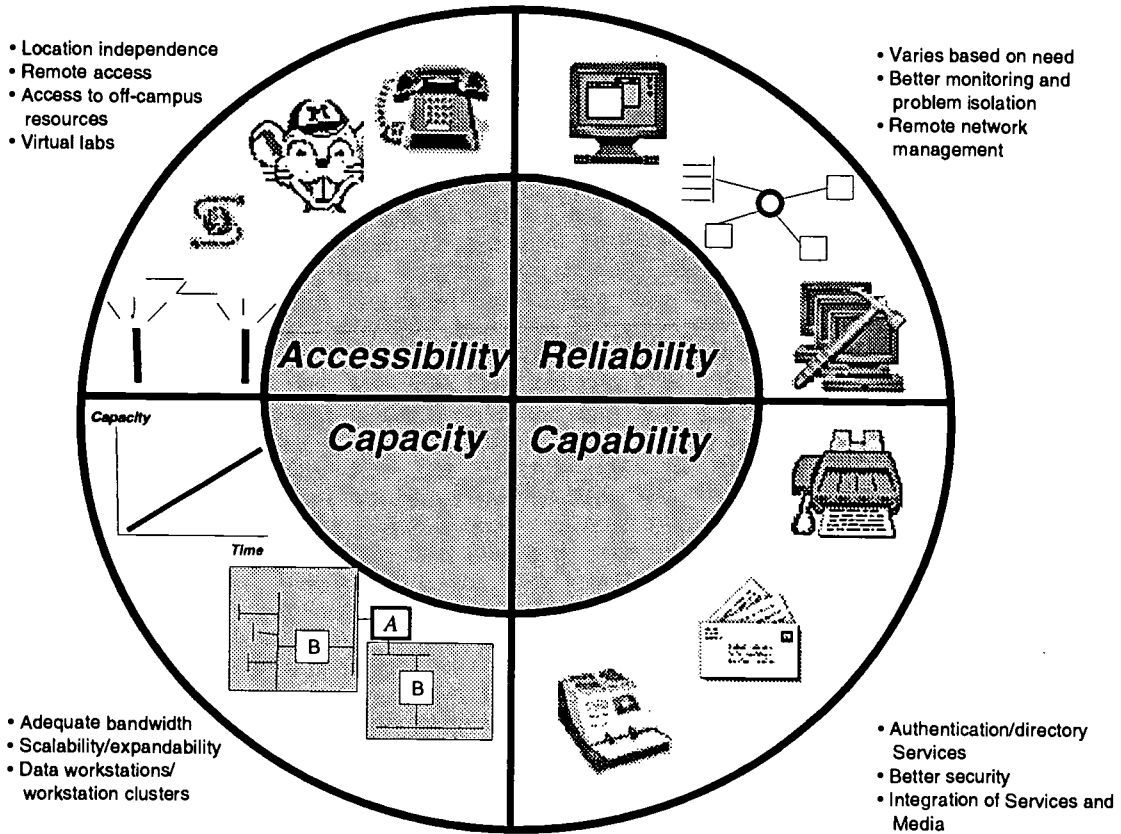 • Location independence
• Remote access
• Access to off-campus
resources
• Virtual labs
• Varies based on need
• Better monitoring and
problem isolation
• Remote network
management
Accessibility
Reliability
Capacity
Capability
Capacity
Time
A
B
B
• Adequate bandwidth
• Scalability/expandability
• Data workstations/
workstation clusters
• Authentication/directory
Services
• Better security
• Integration of Services and
Media